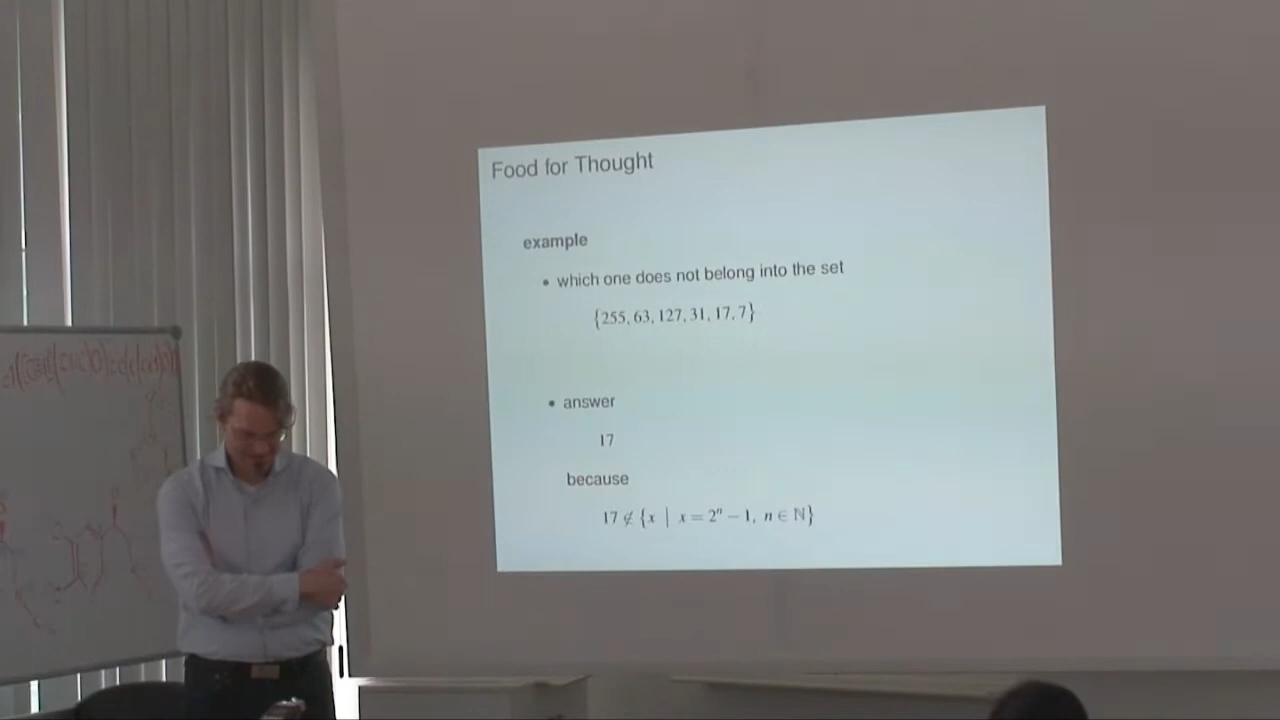 Food for Thought
example
• which one does not belong into the set
{255, 63, 127, 31, 17, 7}
• answer
17
because
17 ∉ {x | x = 2ⁿ − 1, n ∈ ℕ}